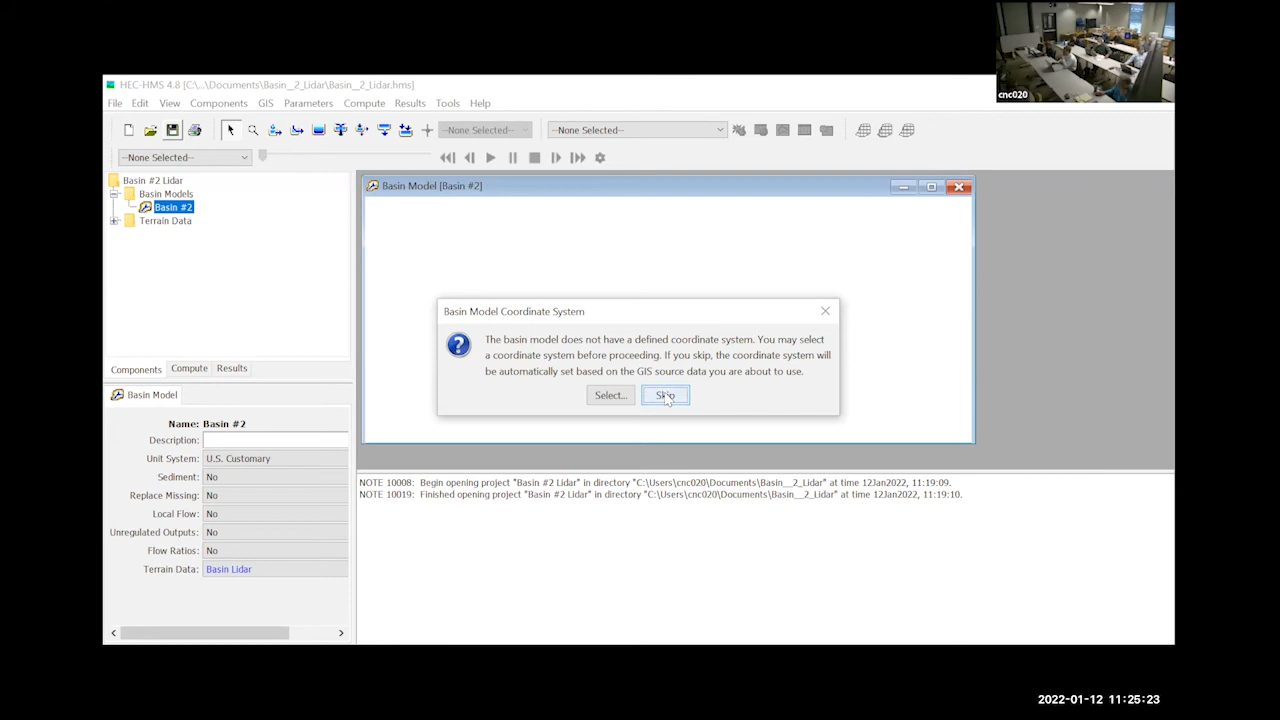 cnc020
HEC-HMS 4.8 [C:\...\Documents\Basin__2_Lidar\Basin__2_Lidar.hms]
File Edit View Components GIS Parameters Compute Results Tools Help
--None Selected--
--None Selected--
--None Selected--
Basin #2 Lidar
Basin Models
Basin #2
Terrain Data
Basin Model [Basin #2]
Basin Model Coordinate System
The basin model does not have a defined coordinate system. You may select
a coordinate system before proceeding. If you skip, the coordinate system will
be automatically set based on the GIS source data you are about to use.
Select... Skip
Components Compute Results
Basin Model
Name: Basin #2
Description:
Unit System: U.S. Customary
Sediment: No
Replace Missing: No
Local Flow: No
Unregulated Outputs: No
Flow Ratios: No
Terrain Data: Basin Lidar
NOTE 10008: Begin opening project "Basin #2 Lidar" in directory "C:\Users\cnc020\Documents\Basin__2_Lidar" at time 12Jan2022, 11:19:09.
NOTE 10019: Finished opening project "Basin #2 Lidar" in directory "C:\Users\cnc020\Documents\Basin__2_Lidar" at time 12Jan2022, 11:19:10.
2022-01-12 11:25:23